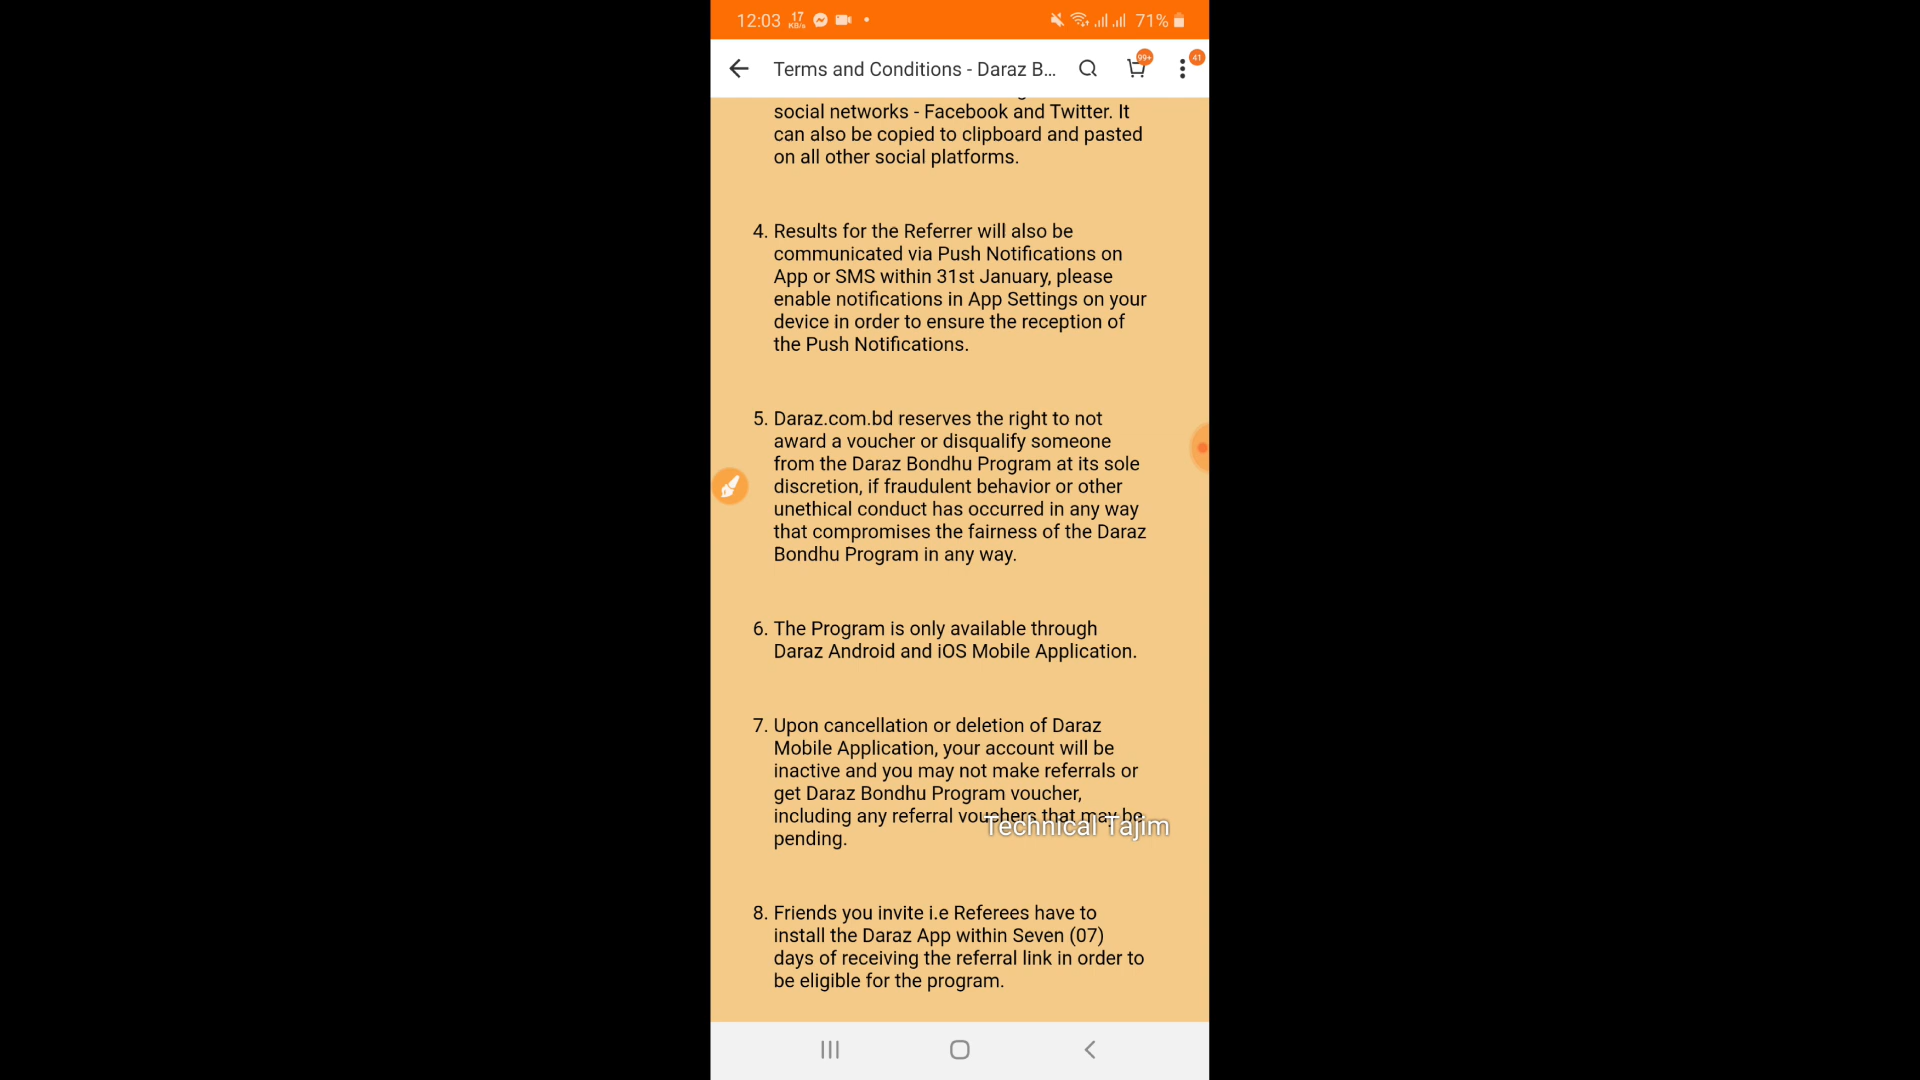 12:03 17 KB/s 71%
Terms and Conditions - Daraz B... 99+ 41
social networks - Facebook and Twitter. It
can also be copied to clipboard and pasted
on all other social platforms.
4. Results for the Referrer will also be
communicated via Push Notifications on
App or SMS within 31st January, please
enable notifications in App Settings on your
device in order to ensure the reception of
the Push Notifications.
5. Daraz.com.bd reserves the right to not
award a voucher or disqualify someone
from the Daraz Bondhu Program at its sole
discretion, if fraudulent behavior or other
unethical conduct has occurred in any way
that compromises the fairness of the Daraz
Bondhu Program in any way.
6. The Program is only available through
Daraz Android and iOS Mobile Application.
7. Upon cancellation or deletion of Daraz
Mobile Application, your account will be
inactive and you may not make referrals or
get Daraz Bondhu Program voucher,
including any referral vouchers that may be
Technical Tajim
pending.
8. Friends you invite i.e Referees have to
install the Daraz App within Seven (07)
days of receiving the referral link in order to
be eligible for the program.